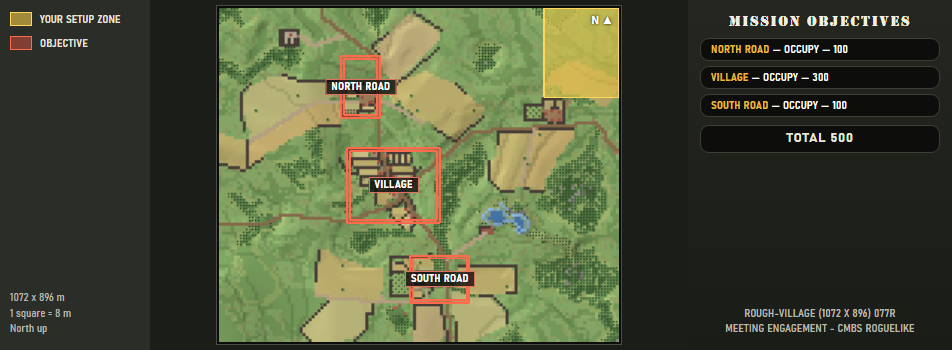 YOUR SETUP ZONE
OBJECTIVE
1072 x 896 m
1 square = 8 m
North up
N ▲
NORTH ROAD
VILLAGE
SOUTH ROAD
MISSION OBJECTIVES
NORTH ROAD — OCCUPY — 100
VILLAGE — OCCUPY — 300
SOUTH ROAD — OCCUPY — 100
TOTAL 500
ROUGH-VILLAGE (1072 X 896) 077R
MEETING ENGAGEMENT - CMBS ROGUELIKE